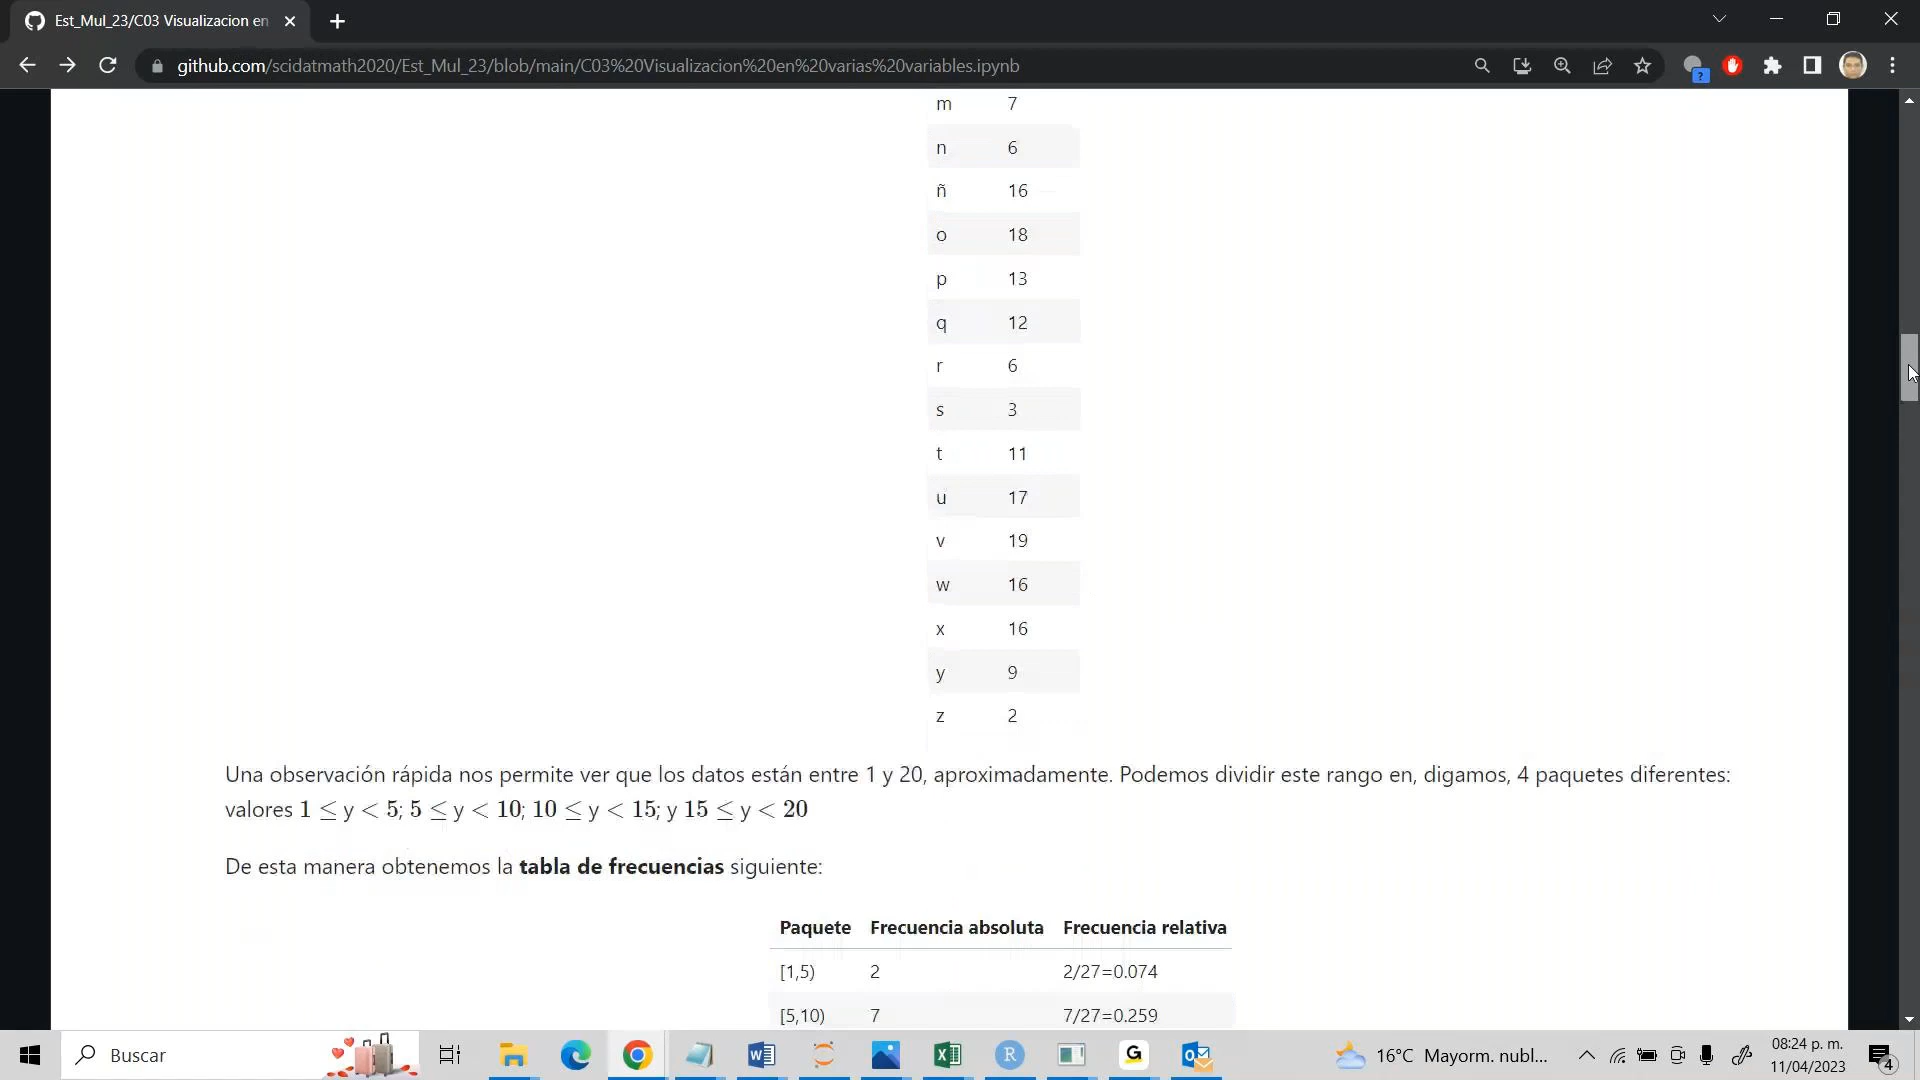 Est_Mul_23/C03 Visualizacion en
github.com/scidatmath2020/Est_Mul_23/blob/main/C03%20Visualizacion%20en%20varias%20variables.ipynb
m 7
n 6
ñ 16
o 18
p 13
q 12
r 6
s 3
t 11
u 17
v 19
w 16
x 16
y 9
z 2
Una observación rápida nos permite ver que los datos están entre 1 y 20, aproximadamente. Podemos dividir este rango en, digamos, 4 paquetes diferentes:
valores 1 ≤ y < 5; 5 ≤ y < 10; 10 ≤ y < 15; y 15 ≤ y < 20
De esta manera obtenemos la tabla de frecuencias siguiente:
Paquete Frecuencia absoluta Frecuencia relativa
[1,5) 2 2/27=0.074
[5,10) 7 7/27=0.259
Buscar
16°C Mayorm. nubl...
08:24 p. m.
11/04/2023
4